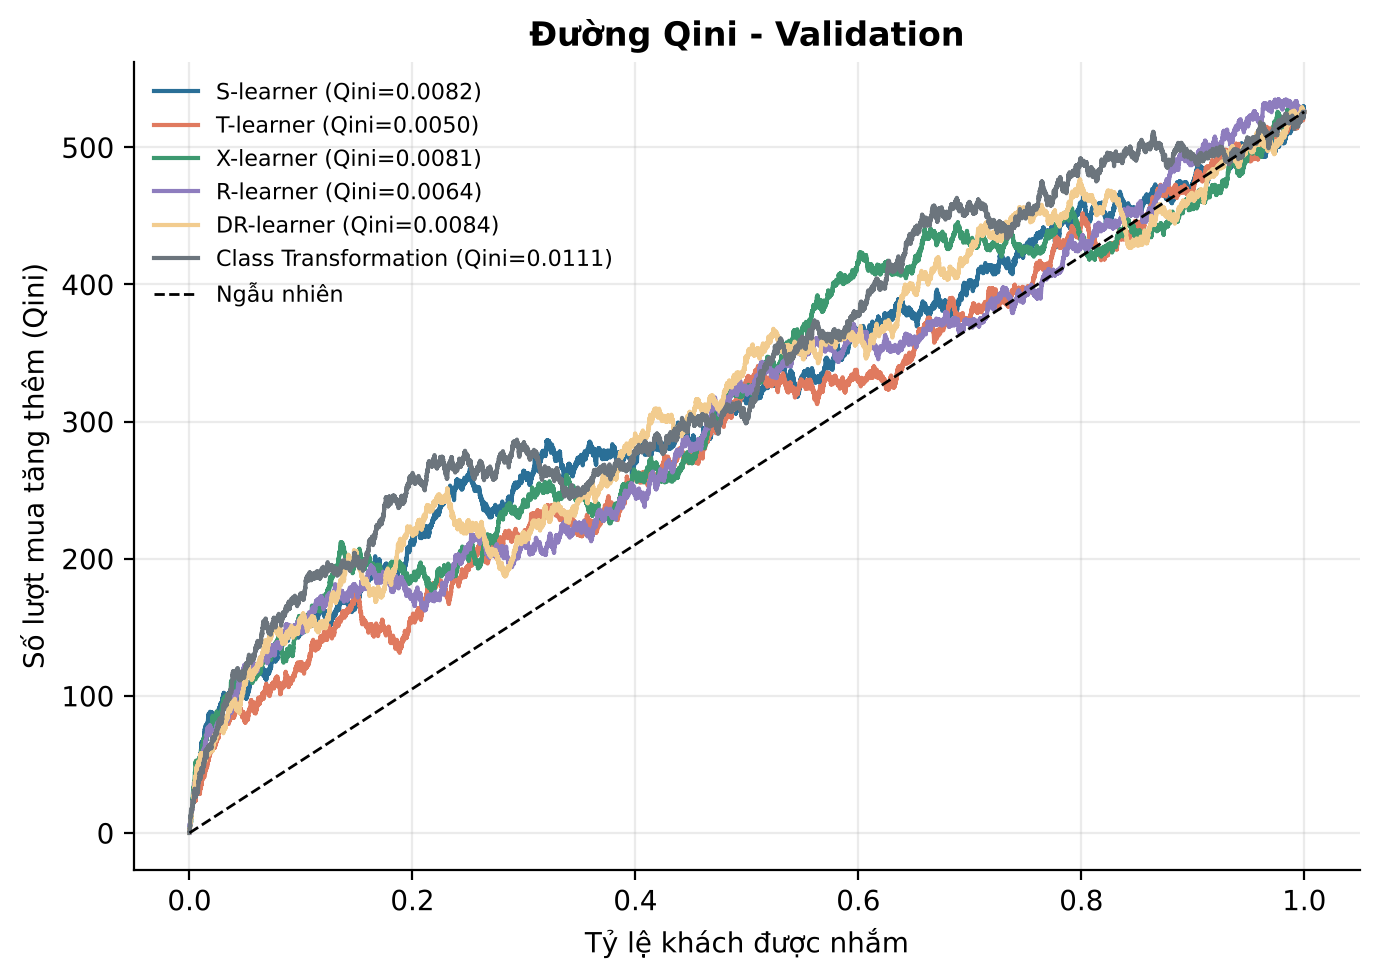 Đường Qini - Validation
S-learner (Qini=0.0082)
T-learner (Qini=0.0050)
X-learner (Qini=0.0081)
R-learner (Qini=0.0064)
DR-learner (Qini=0.0084)
Class Transformation (Qini=0.0111)
Ngẫu nhiên
Số lượt mua tăng thêm (Qini)
500
400
300
200
100
0
0.0
0.2
0.4
0.6
0.8
1.0
Tỷ lệ khách được nhắm